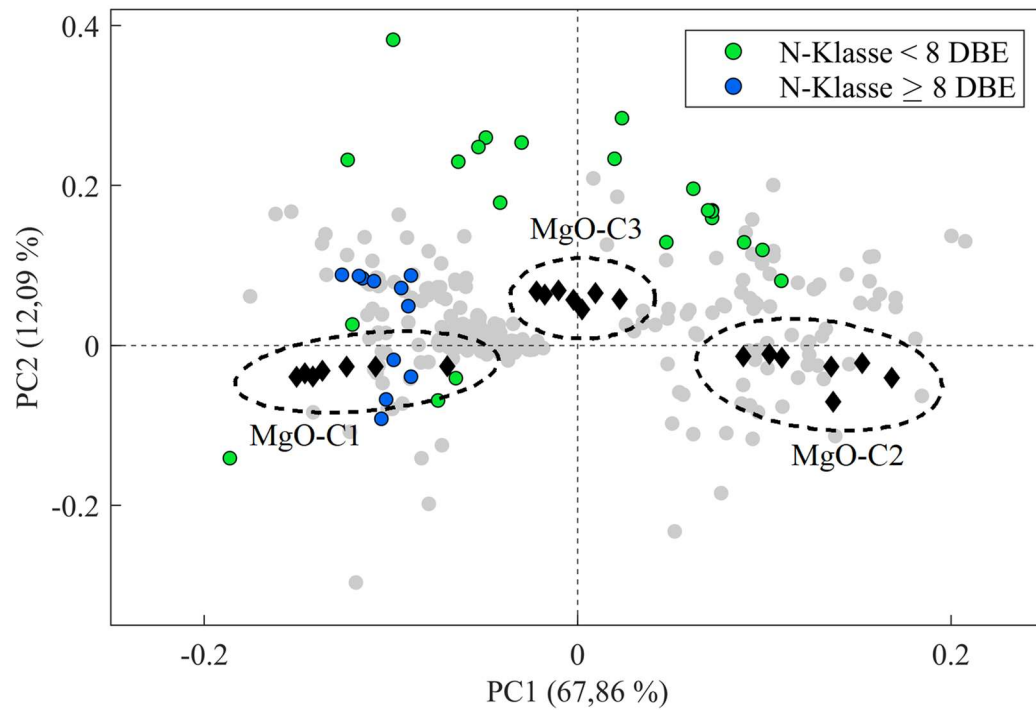 0.4
N-Klasse < 8 DBE
N-Klasse ≥ 8 DBE
0.2
MgO-C3
0
PC2 (12,09 %)
MgO-C1
MgO-C2
-0.2
-0.2
0
0.2
PC1 (67,86 %)